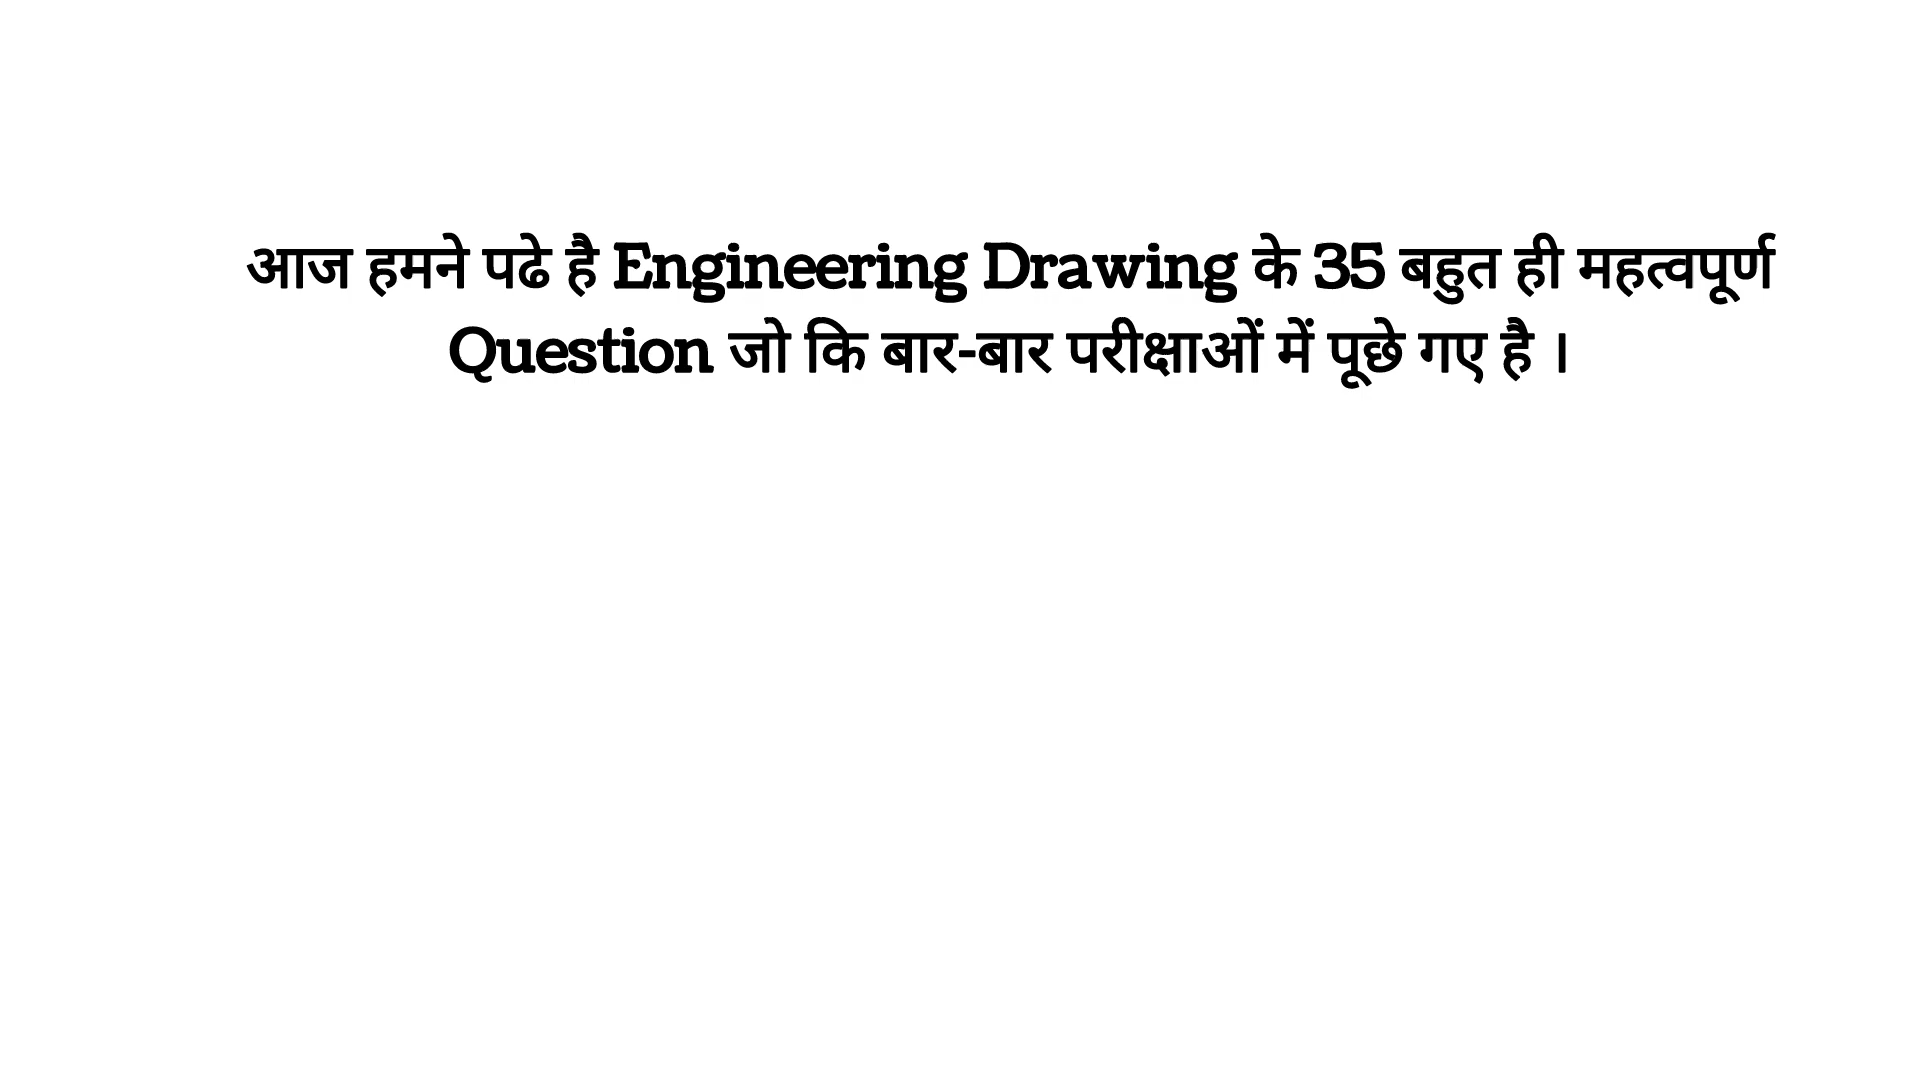 आज हमने पढे है Engineering Drawing के 35 बहुत ही महत्वपूर्ण
Question जो कि बार-बार परीक्षाओं में पूछे गए है ।